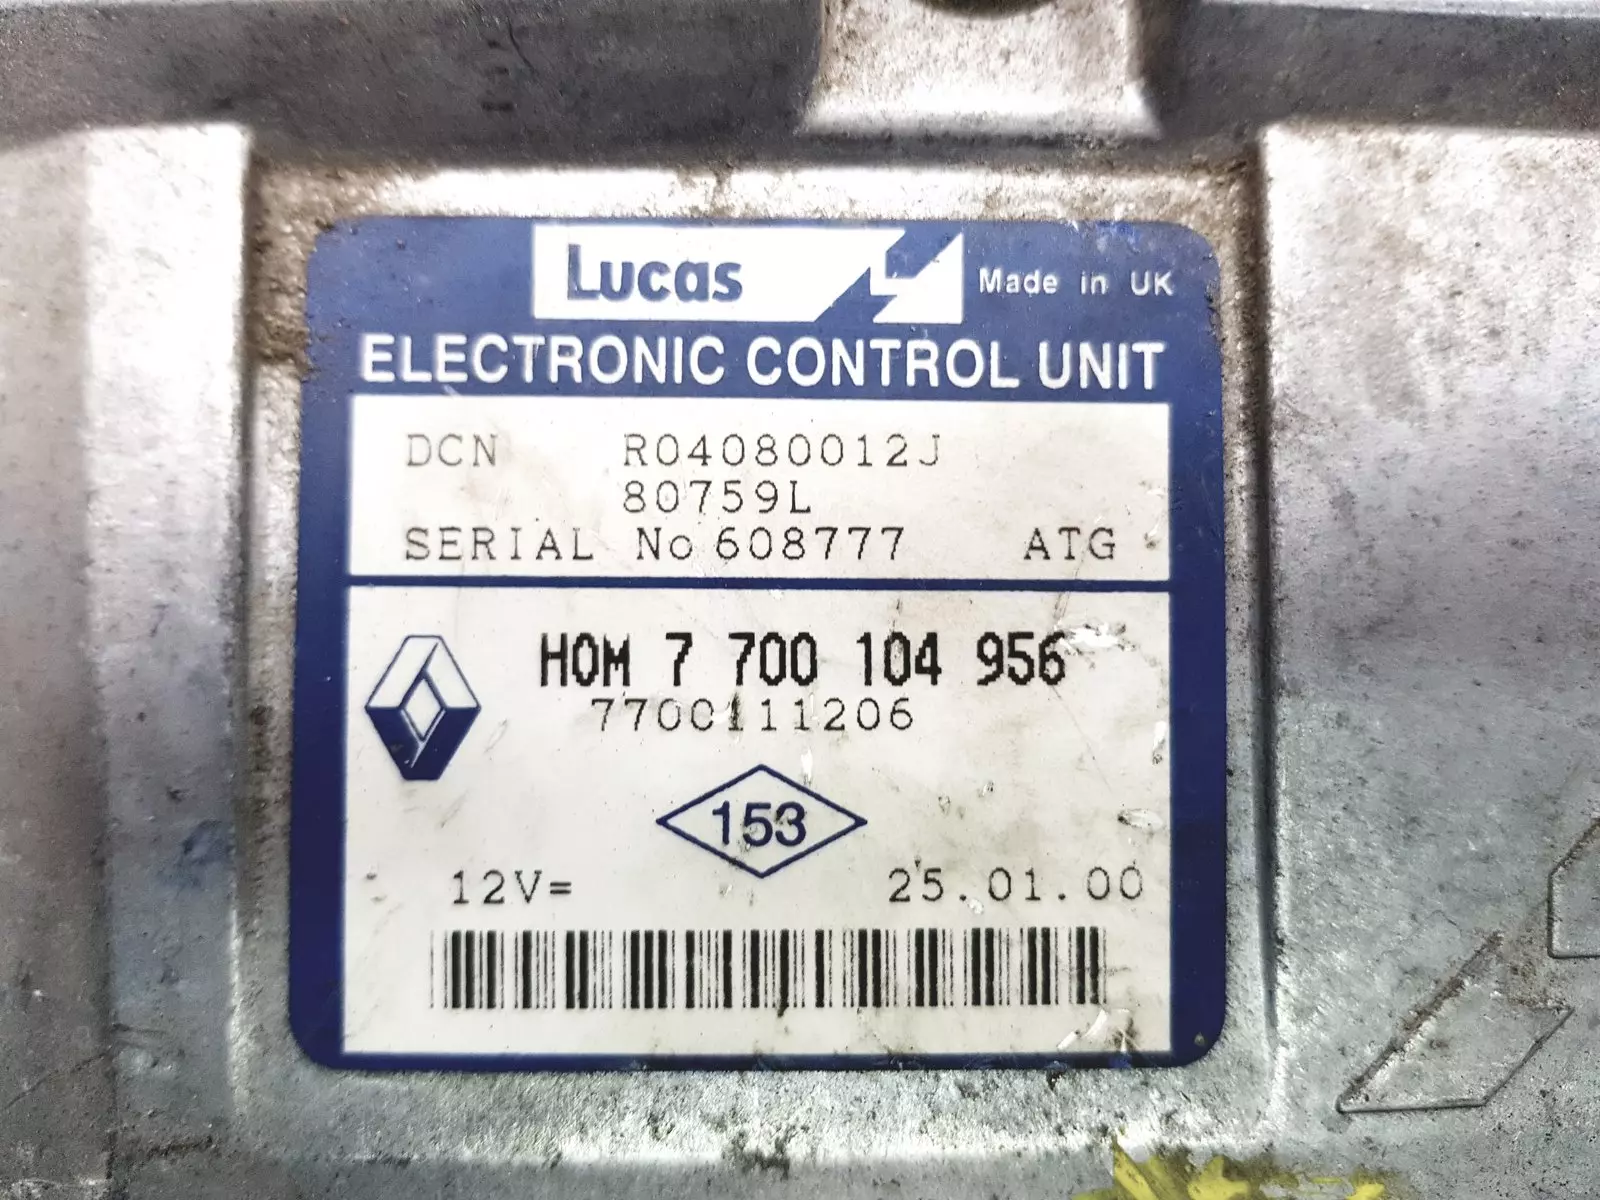 Lucas Made in UK
ELECTRONIC CONTROL UNIT
DCN R04080012J
80759L
SERIAL No 608777 ATG
HOM 7 700 104 956
7700111206
153
12V= 25.01.00